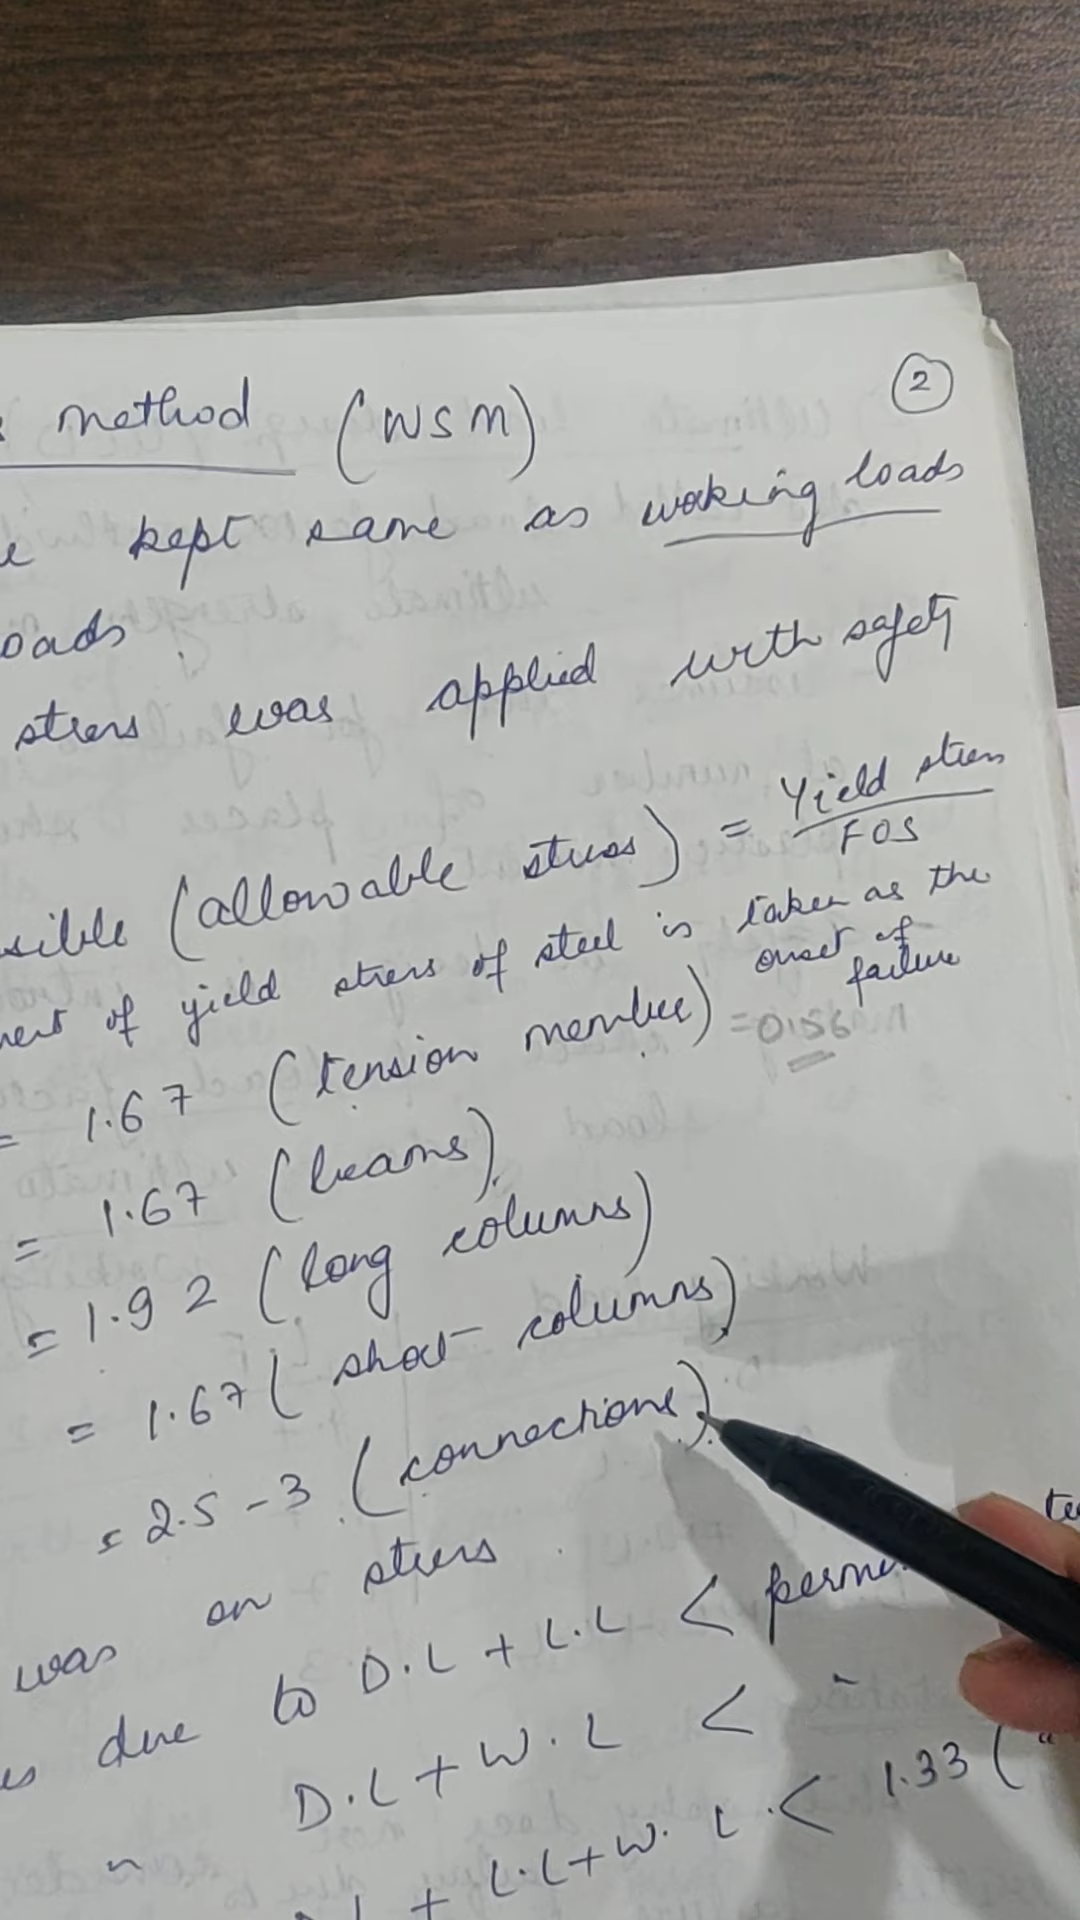 2
method (WSM)
kept same as working loads
oads
stress was applied with safety
sible (allowable stress) = Yield stress
FOS
ment of yield stress of steel is taken as the
onset of
failure
= 1.67 (tension member) = 0.56
= 1.67 (beams)
= 1.92 (long columns)
= 1.67 (short columns)
= 2.5 - 3 (connections)
was on stress
es due to D.L + L.L < perm
D.L + W.L <
" + L.L + W.L < 1.33 ( "